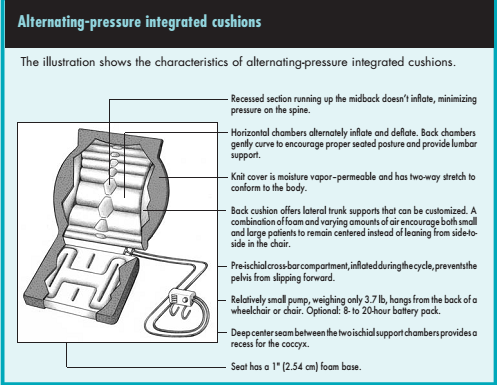 Alternating-pressure integrated cushions
The illustration shows the characteristics of alternating-pressure integrated cushions.
Recessed section running up the midback doesn't inflate, minimizing
pressure on the spine.
Horizontal chambers alternately inflate and deflate. Back chambers
gently curve to encourage proper seated posture and provide lumbar
support.
Knit cover is moisture vapor–permeable and has two-way stretch to
conform to the body.
Back cushion offers lateral trunk supports that can be customized. A
combination of foam and varying amounts of air encourage both small
and large patients to remain centered instead of leaning from side-to-
side in the chair.
Pre-ischial cross-bar compartment, inflated during the cycle, prevents the
pelvis from slipping forward.
Relatively small pump, weighing only 3.7 lb, hangs from the back of a
wheelchair or chair. Optional: 8- to 20-hour battery pack.
Deep center seam between the two ischial support chambers provides a
recess for the coccyx.
Seat has a 1" (2.54 cm) foam base.